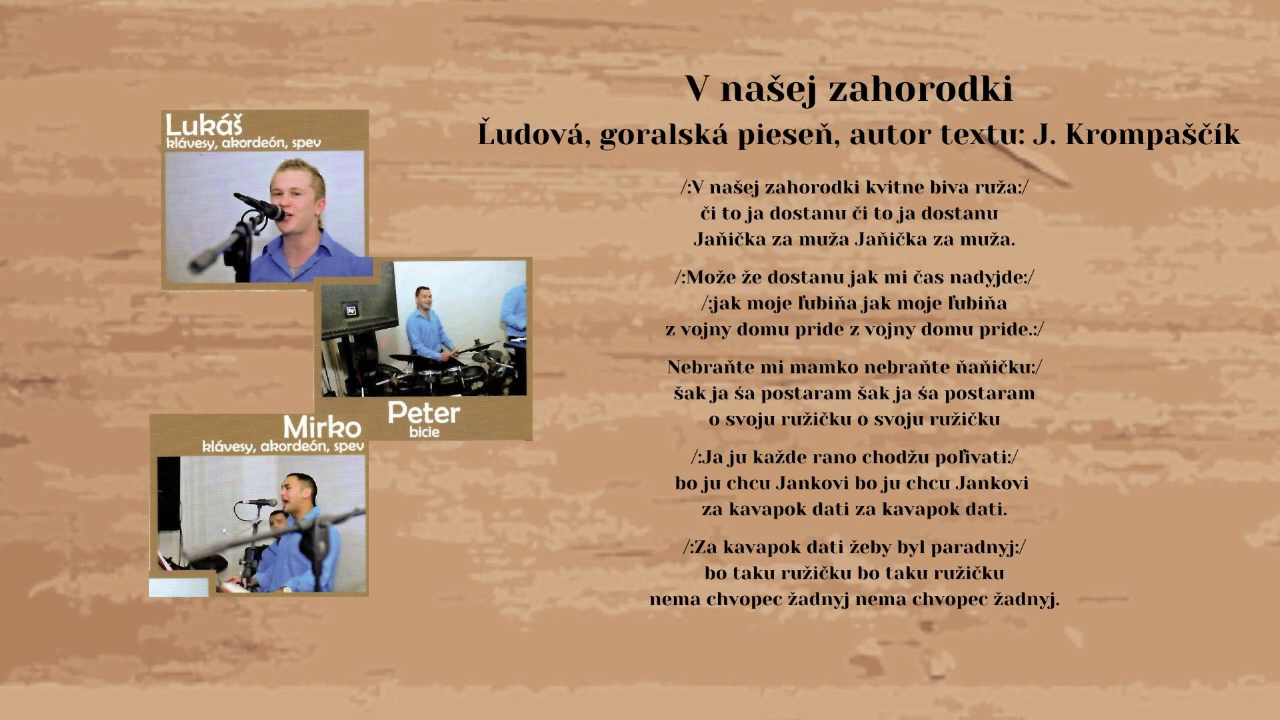 Lukáš
klávesy, akordeón, spev
Peter
bicie
Mirko
klávesy, akordeón, spev
V našej zahorodki
Ľudová, goralská pieseň, autor textu: J. Krompaščík
/:V našej zahorodki kvitne biva ruža:/
či to ja dostanu či to ja dostanu
Jaňička za muža Jaňička za muža.
/:Može že dostanu jak mi čas nadyjde:/
/:jak moje ľubiňa jak moje ľubiňa
z vojny domu pride z vojny domu pride.:/
Nebraňte mi mamko nebraňte ňaňičku:/
šak ja śa postaram šak ja śa postaram
o svoju ružičku o svoju ružičku
/:Ja ju každe rano chodžu poľivati:/
bo ju chcu Jankovi bo ju chcu Jankovi
za kavapok dati za kavapok dati.
/:Za kavapok dati žeby byl paradnyj:/
bo taku ružičku bo taku ružičku
nema chvopec žadnyj nema chvopec žadnyj.